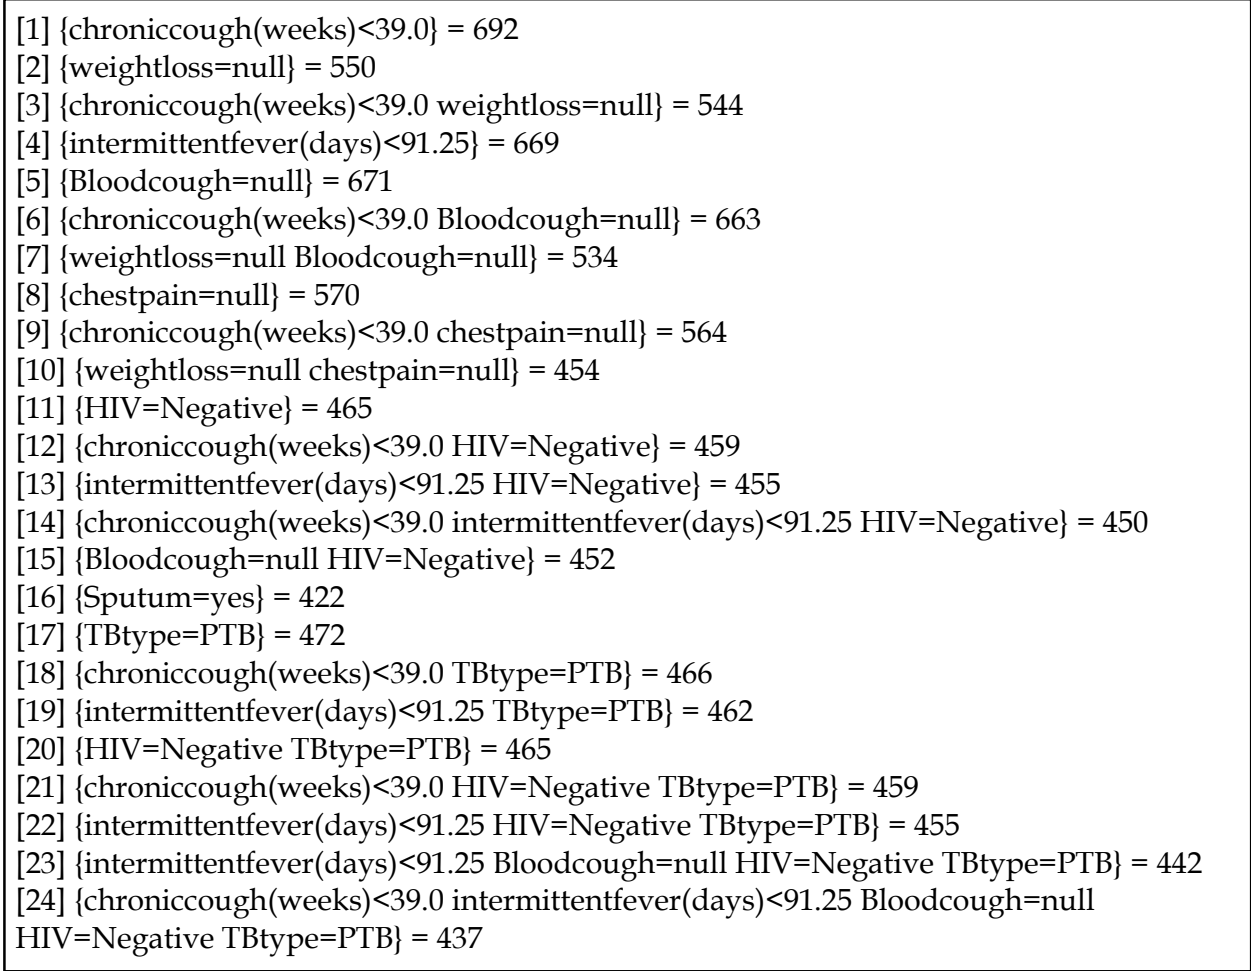 [1] {chroniccough(weeks)<39.0} = 692
[2] {weightloss=null} = 550
[3] {chroniccough(weeks)<39.0 weightloss=null} = 544
[4] {intermittentfever(days)<91.25} = 669
[5] {Bloodcough=null} = 671
[6] {chroniccough(weeks)<39.0 Bloodcough=null} = 663
[7] {weightloss=null Bloodcough=null} = 534
[8] {chestpain=null} = 570
[9] {chroniccough(weeks)<39.0 chestpain=null} = 564
[10] {weightloss=null chestpain=null} = 454
[11] {HIV=Negative} = 465
[12] {chroniccough(weeks)<39.0 HIV=Negative} = 459
[13] {intermittentfever(days)<91.25 HIV=Negative} = 455
[14] {chroniccough(weeks)<39.0 intermittentfever(days)<91.25 HIV=Negative} = 450
[15] {Bloodcough=null HIV=Negative} = 452
[16] {Sputum=yes} = 422
[17] {TBtype=PTB} = 472
[18] {chroniccough(weeks)<39.0 TBtype=PTB} = 466
[19] {intermittentfever(days)<91.25 TBtype=PTB} = 462
[20] {HIV=Negative TBtype=PTB} = 465
[21] {chroniccough(weeks)<39.0 HIV=Negative TBtype=PTB} = 459
[22] {intermittentfever(days)<91.25 HIV=Negative TBtype=PTB} = 455
[23] {intermittentfever(days)<91.25 Bloodcough=null HIV=Negative TBtype=PTB} = 442
[24] {chroniccough(weeks)<39.0 intermittentfever(days)<91.25 Bloodcough=null
HIV=Negative TBtype=PTB} = 437